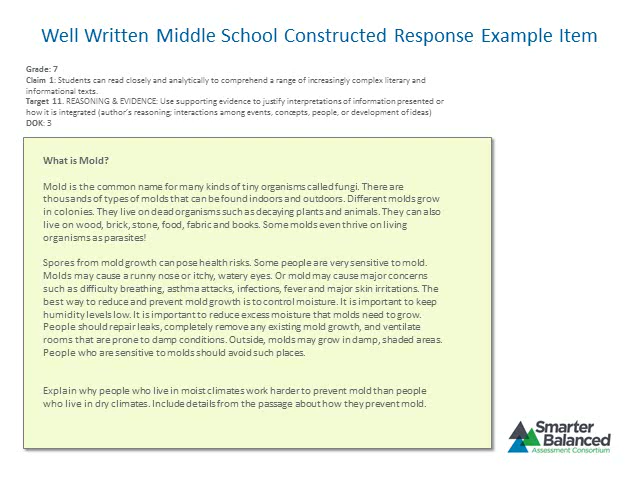 Well Written Middle School Constructed Response Example Item
Grade: 7
Claim 1: Students can read closely and analytically to comprehend a range of increasingly complex literary and
informational texts.
Target 11. REASONING & EVIDENCE: Use supporting evidence to justify interpretations of information presented or
how it is integrated (author's reasoning; interactions among events, concepts, people, or development of ideas)
DOK: 3
What is Mold?
Mold is the common name for many kinds of tiny organisms called fungi. There are
thousands of types of molds that can be found indoors and outdoors. Different molds grow
in colonies. They live on dead organisms such as decaying plants and animals. They can also
live on wood, brick, stone, food, fabric and books. Some molds even thrive on living
organisms as parasites!
Spores from mold growth can pose health risks. Some people are very sensitive to mold.
Molds may cause a runny nose or itchy, watery eyes. Or mold may cause major concerns
such as difficulty breathing, asthma attacks, infections, fever and major skin irritations. The
best way to reduce and prevent mold growth is to control moisture. It is important to keep
humidity levels low. It is important to reduce excess moisture that molds need to grow.
People should repair leaks, completely remove any existing mold growth, and ventilate
rooms that are prone to damp conditions. Outside, molds may grow in damp, shaded areas.
People who are sensitive to molds should avoid such places.
Explain why people who live in moist climates work harder to prevent mold than people
who live in dry climates. Include details from the passage about how they prevent mold.
Smarter
Balanced
Assessment Consortium